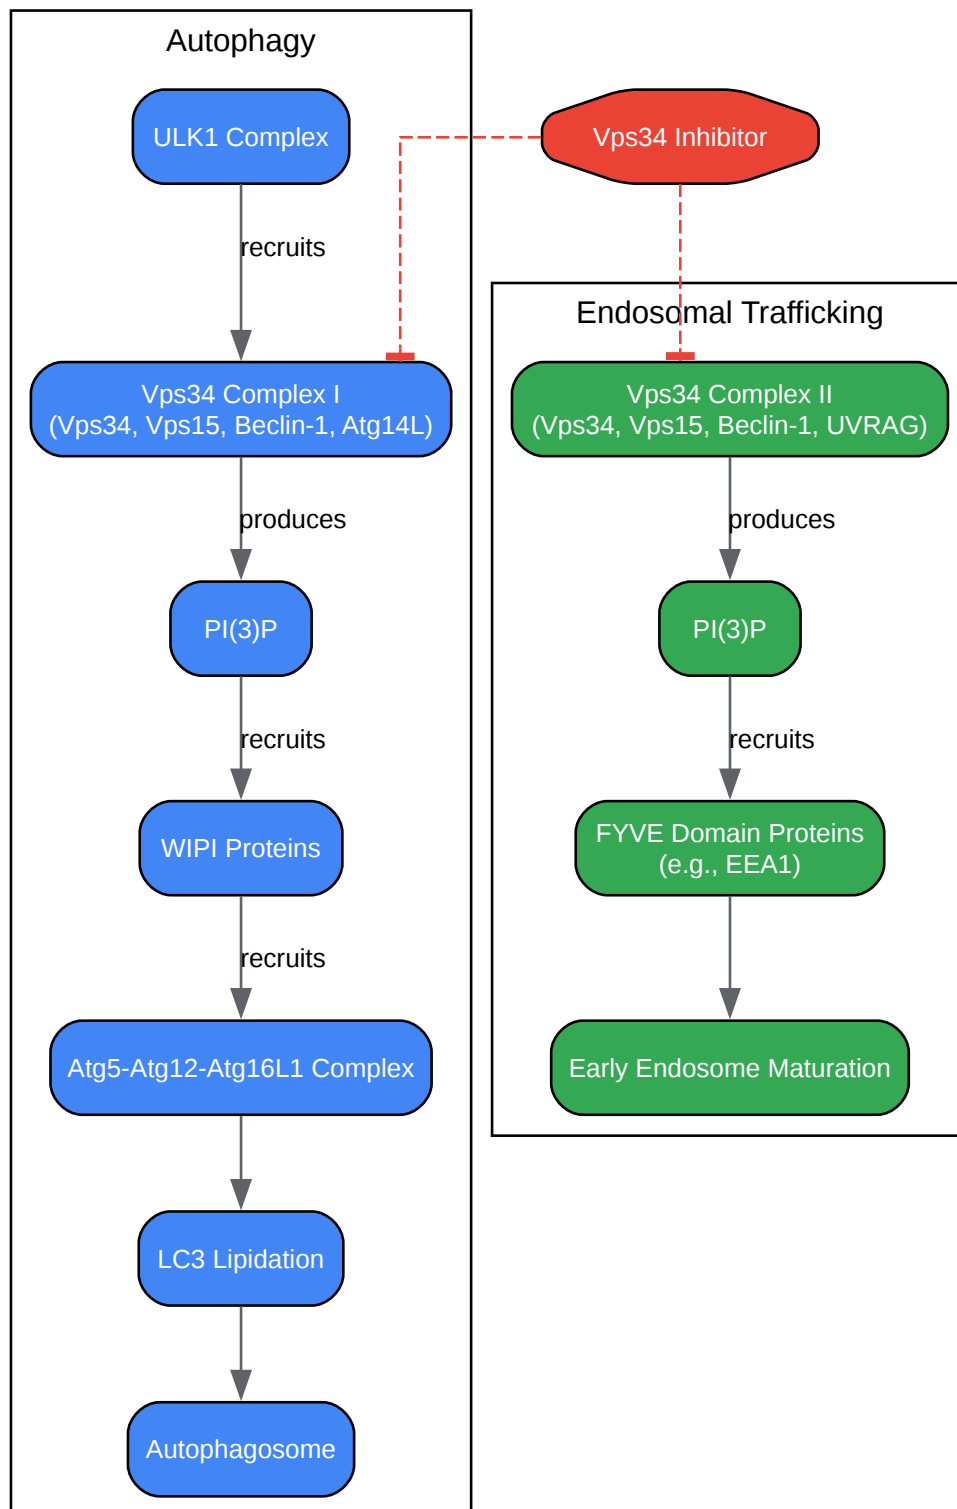 Autophagy
ULK1 Complex
recruits
Vps34 Complex I
(Vps34, Vps15, Beclin-1, Atg14L)
produces
PI(3)P
recruits
WIPI Proteins
recruits
Atg5-Atg12-Atg16L1 Complex
LC3 Lipidation
Autophagosome
Vps34 Inhibitor
Endosomal Trafficking
Vps34 Complex II
(Vps34, Vps15, Beclin-1, UVRAG)
produces
PI(3)P
recruits
FYVE Domain Proteins
(e.g., EEA1)
Early Endosome Maturation